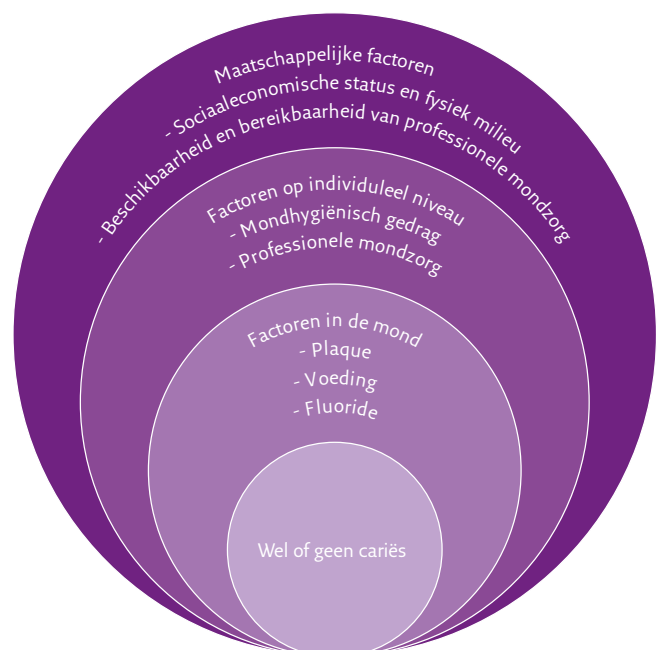 Maatschappelijke factoren
- Sociaaleconomische status en fysiek milieu
- Beschikbaarheid en bereikbaarheid van professionele mondzorg
Factoren op individuleel niveau
- Mondhygiënisch gedrag
- Professionele mondzorg
Factoren in de mond
- Plaque
- Voeding
- Fluoride
Wel of geen cariës